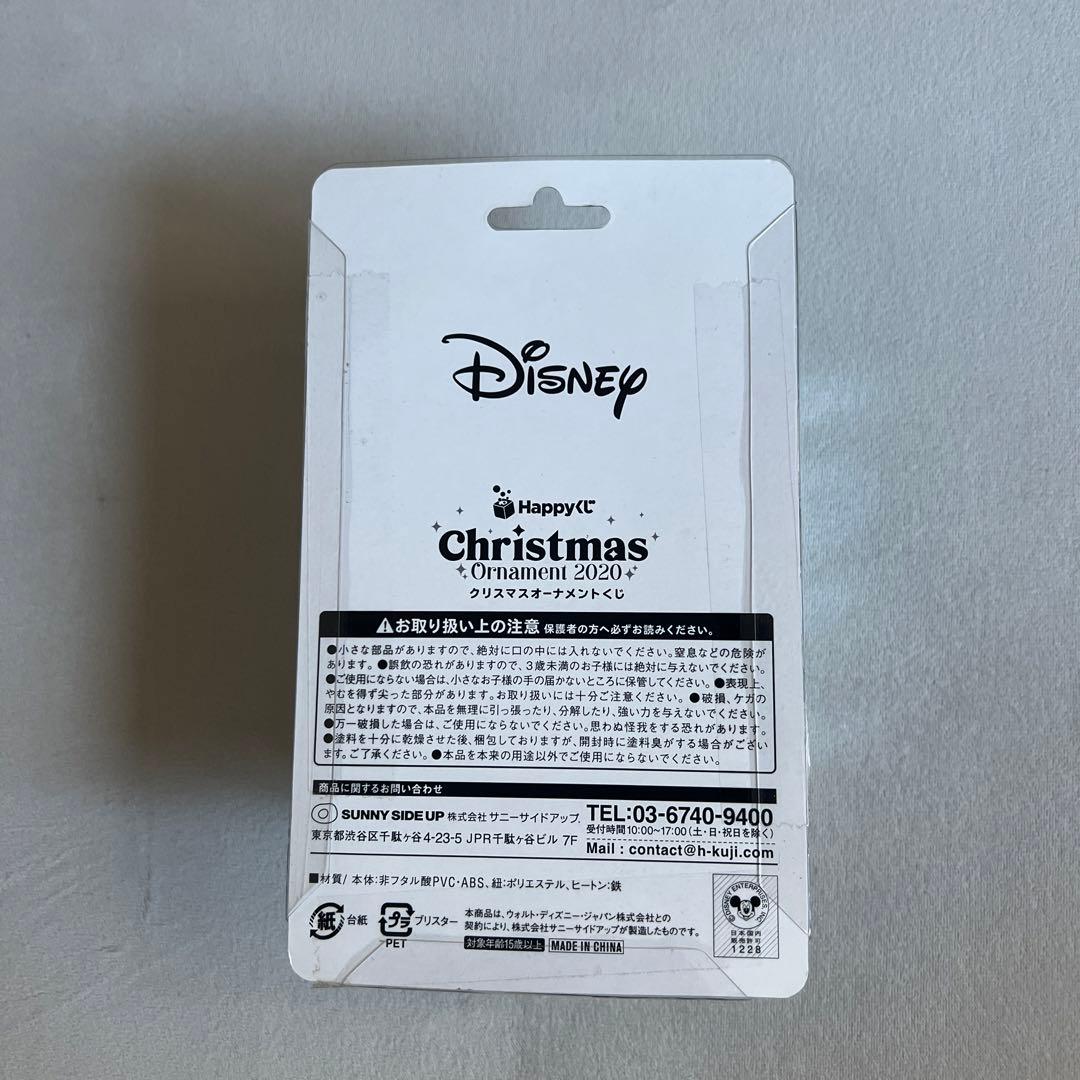 Disney
Happyくじ
Christmas
Ornament 2020
クリスマスオーナメントくじ
⚠お取り扱い上の注意 保護者の方へ必ずお読みください。
●小さな部品がありますので、絶対に口の中には入れないでください。窒息などの危険が
あります。●誤飲の恐れがありますので、3歳未満のお子様には絶対に与えないでください。
●ご使用にならない場合は、小さなお子様の手の届かないところに保管してください。●表現上、
やむを得ず尖った部分があります。お取り扱いには十分ご注意ください。●破損、ケガの
原因となりますので、本品を無理に引っ張ったり、分解したり、強い力を与えないでください。
●万一破損した場合は、ご使用にならないでください。思わぬ怪我をする恐れがあります。
●塗料を十分に乾燥させた後、梱包しておりますが、開封時に塗料臭がする場合がござい
ます。ご了承ください。●本品を本来の用途以外でご使用にならないでください。
商品に関するお問い合わせ
SUNNY SIDE UP 株式会社 サニーサイドアップ.
東京都渋谷区千駄ヶ谷4-23-5 JPR千駄ヶ谷ビル 7F
TEL:03-6740-9400
受付時間10:00~17:00(土・日・祝日を除く)
Mail : contact@h-kuji.com
■材質/ 本体:非フタル酸PVC・ABS、紐:ポリエステル、ヒートン:鉄
紙 台紙
プラ ブリスター
PET
本商品は、ウォルト・ディズニー・ジャパン株式会社との
契約により、株式会社サニーサイドアップが製造したものです。
対象年齢15歳以上 MADE IN CHINA
©DISNEY ENTERPRISES, INC.
日本国内
販売許可
1228